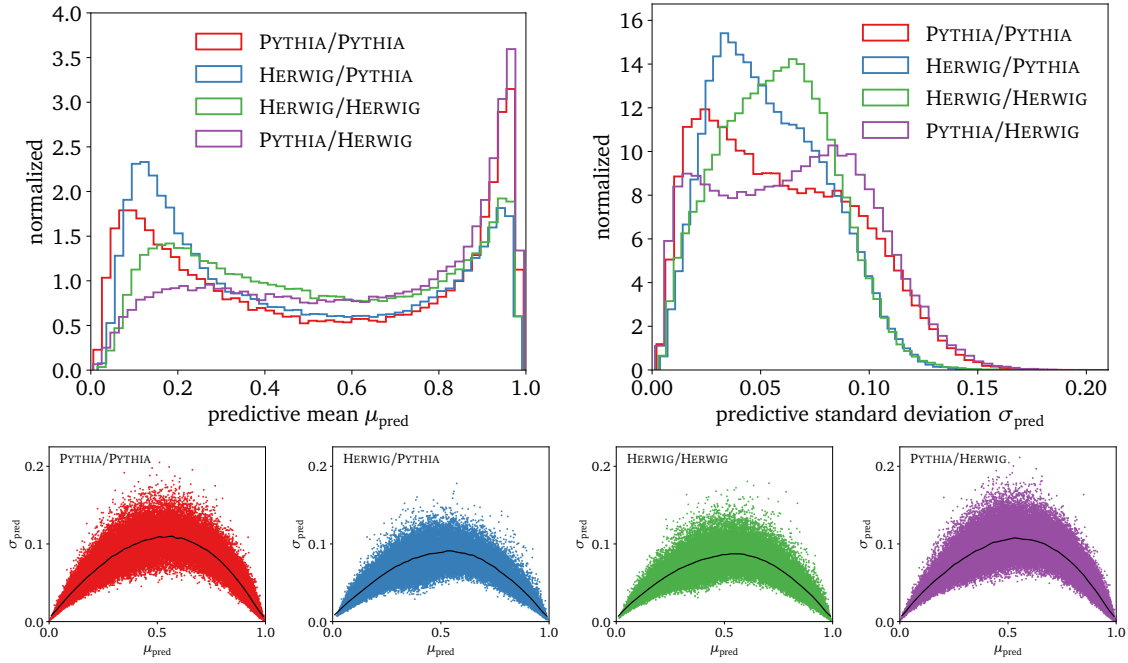 4.0
3.5
3.0
2.5
2.0
1.5
1.0
0.5
0.0
normalized
PYTHIA/PYTHIA
HERWIG/PYTHIA
HERWIG/HERWIG
PYTHIA/HERWIG
0.0 0.2 0.4 0.6 0.8 1.0
predictive mean μpred
16
14
12
10
8
6
4
2
0
normalized
PYTHIA/PYTHIA
HERWIG/PYTHIA
HERWIG/HERWIG
PYTHIA/HERWIG
0.00 0.05 0.10 0.15 0.20
predictive standard deviation σpred
PYTHIA/PYTHIA
0.2
0.1
0.0
σpred
0.0 0.5 1.0
μpred
HERWIG/PYTHIA
0.2
0.1
0.0
σpred
0.0 0.5 1.0
μpred
HERWIG/HERWIG
0.2
0.1
0.0
σpred
0.0 0.5 1.0
μpred
PYTHIA/HERWIG
0.2
0.1
0.0
σpred
0.0 0.5 1.0
μpred